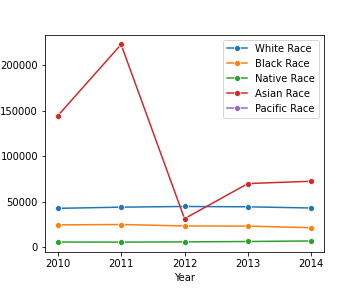 White Race
Black Race
Native Race
Asian Race
Pacific Race
200000
150000
100000
50000
0
2010 2011 2012 2013 2014
Year